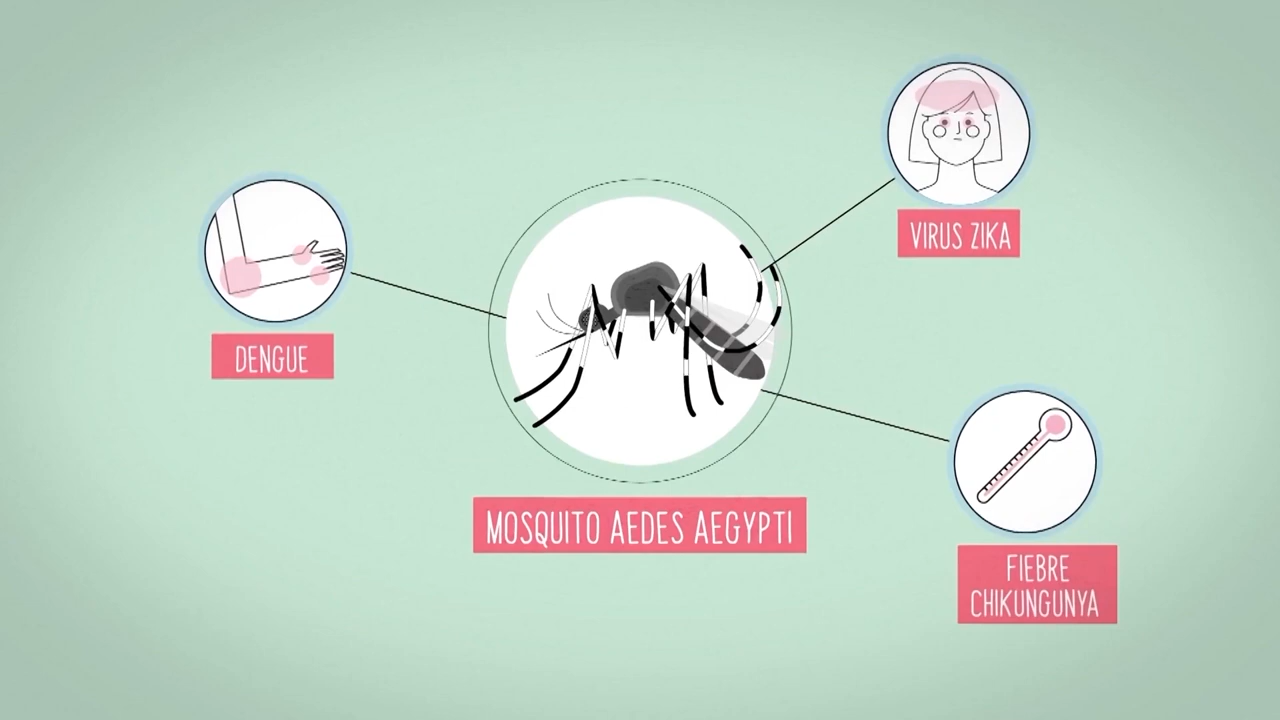 VIRUS ZIKA
DENGUE
MOSQUITO AEDES AEGYPTI
FIEBRE
CHIKUNGUNYA